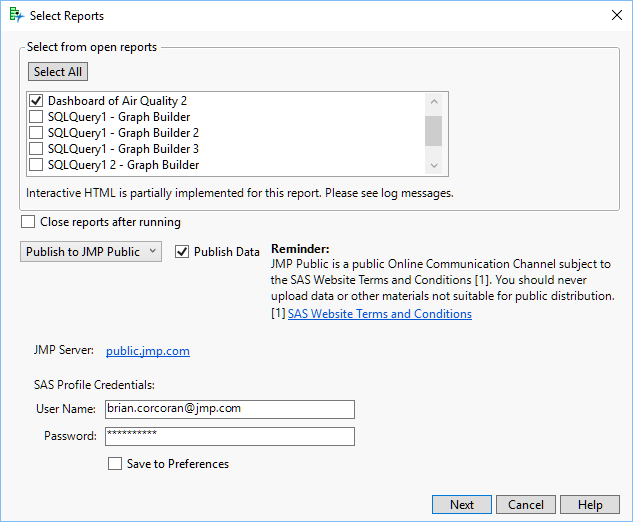 Select Reports
Select from open reports
Select All
Dashboard of Air Quality 2
SQLQuery1 - Graph Builder
SQLQuery1 - Graph Builder 2
SQLQuery1 - Graph Builder 3
SQLQuery1 2 - Graph Builder
Interactive HTML is partially implemented for this report. Please see log messages.
Close reports after running
Publish to JMP Public
Publish Data
Reminder:
JMP Public is a public Online Communication Channel subject to
the SAS Website Terms and Conditions [1]. You should never
upload data or other materials not suitable for public distribution.
[1] SAS Website Terms and Conditions
JMP Server: public.jmp.com
SAS Profile Credentials:
User Name: brian.corcoran@jmp.com
Password: **********
Save to Preferences
Next Cancel Help